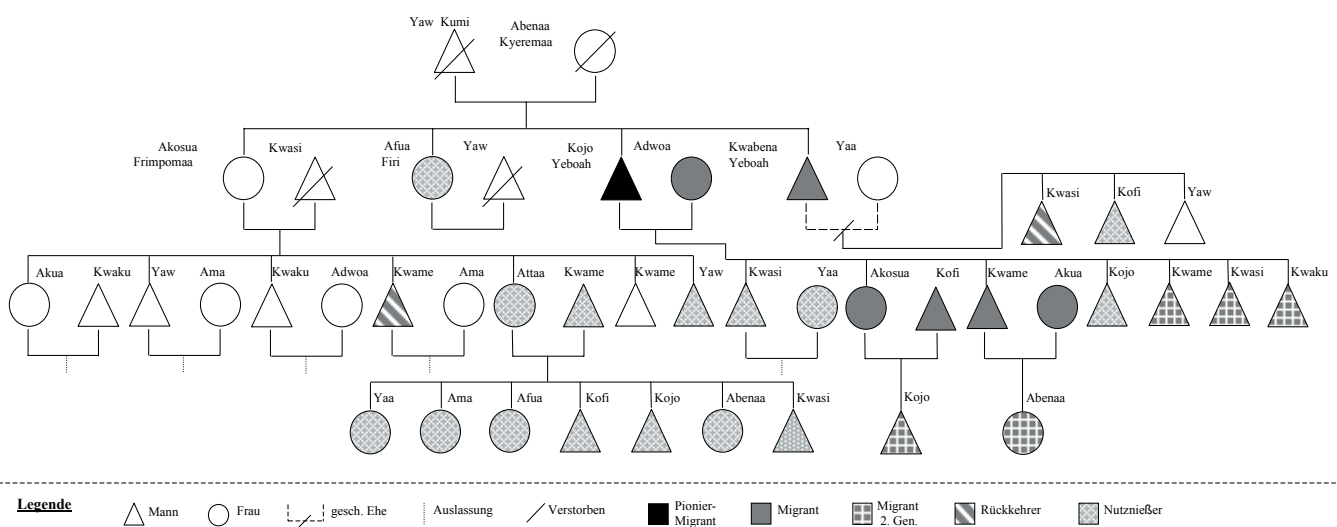 Yaw Kumi
Abenaa
Kyeremaa
Akosua
Frimpomaa
Kwasi
Afua
Firi
Yaw
Kojo
Yeboah
Adwoa
Kwabena
Yeboah
Yaa
Kwasi
Kofi
Yaw
Akua
Kwaku
Yaw
Ama
Kwaku
Adwoa
Kwame
Ama
Attaa
Kwame
Kwame
Yaw
Kwasi
Yaa
Akosua
Kofi
Kwame
Akua
Kojo
Kwame
Kwasi
Kwaku
Yaa
Ama
Afua
Kofi
Kojo
Abenaa
Kwasi
Kojo
Abenaa
Legende
Mann
Frau
gesch. Ehe
Auslassung
Verstorben
Pionier-
Migrant
Migrant
Migrant
2. Gen.
Rückkehrer
Nutznießer